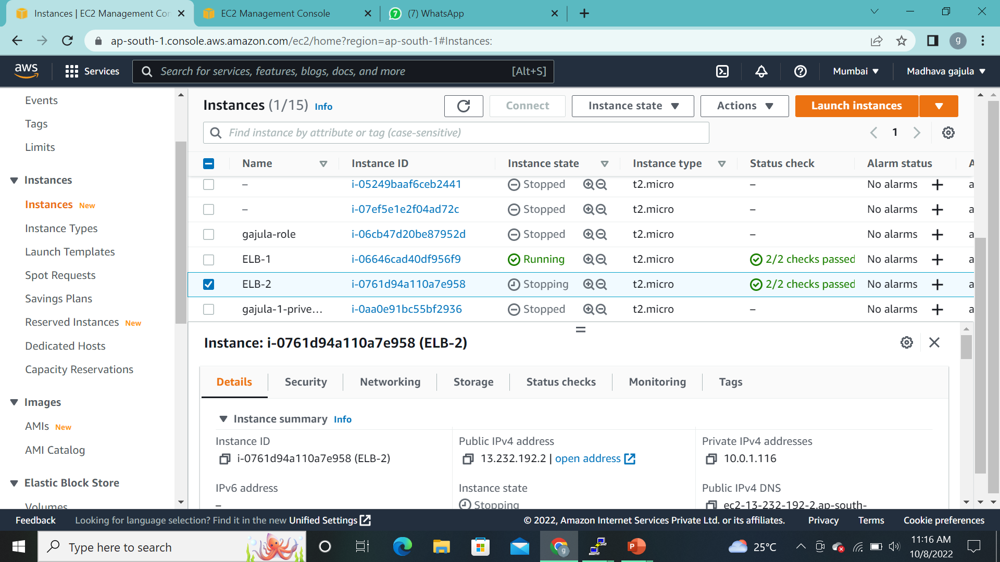 Instances | EC2 Management Con
EC2 Management Console
7
(7) WhatsApp
ap-south-1.console.aws.amazon.com/ec2/home?region=ap-south-1#Instances:
g
aws
Services
Search for services, features, blogs, docs, and more
[Alt+S]
Mumbai
Madhava gajula
Events
Tags
Limits
Instances
Instances New
Instance Types
Launch Templates
Spot Requests
Savings Plans
Reserved Instances New
Dedicated Hosts
Capacity Reservations
Images
AMIs New
AMI Catalog
Elastic Block Store
Volumes
Instances (1/15) Info
Connect
Instance state
Actions
Launch instances
Find instance by attribute or tag (case-sensitive)
1
Name Instance ID Instance state Instance type Status check Alarm status A
– i-05249baaf6ceb2441 Stopped t2.micro – No alarms + a
– i-07ef5e1e2f04ad72c Stopped t2.micro – No alarms + a
gajula-role i-06cb47d20be87952d Stopped t2.micro – No alarms + a
ELB-1 i-06646cad40df956f9 Running t2.micro 2/2 checks passed No alarms + a
ELB-2 i-0761d94a110a7e958 Stopping t2.micro 2/2 checks passed No alarms + a
gajula-1-prive... i-0aa0e91bc55bf2936 Stopped t2.micro – No alarms + a
Instance: i-0761d94a110a7e958 (ELB-2)
Details Security Networking Storage Status checks Monitoring Tags
Instance summary Info
Instance ID
i-0761d94a110a7e958 (ELB-2)
Public IPv4 address
13.232.192.2 | open address
Private IPv4 addresses
10.0.1.116
IPv6 address
–
Instance state
Stopping
Public IPv4 DNS
ec2-13-232-192-2.ap-south-
Feedback
Looking for language selection? Find it in the new Unified Settings
© 2022, Amazon Internet Services Private Ltd. or its affiliates.
Privacy
Terms
Cookie preferences
Type here to search
g
P
25°C
11:16 AM
10/8/2022